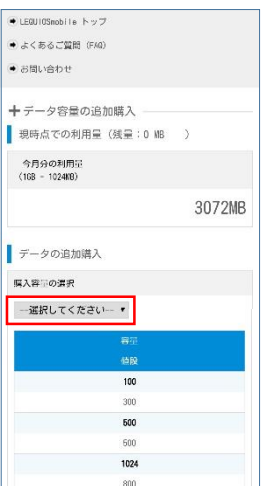 LEQUIOSmobile トップ
よくあるご質問 (FAQ)
お問い合わせ
データ容量の追加購入
現時点での利用量（残量：0 MB ）
今月分の利用量
(1GB - 1024MB)
3072MB
データの追加購入
購入容量の選択
--選択してください-- ▼
容量
値段
100
300
500
500
1024
800